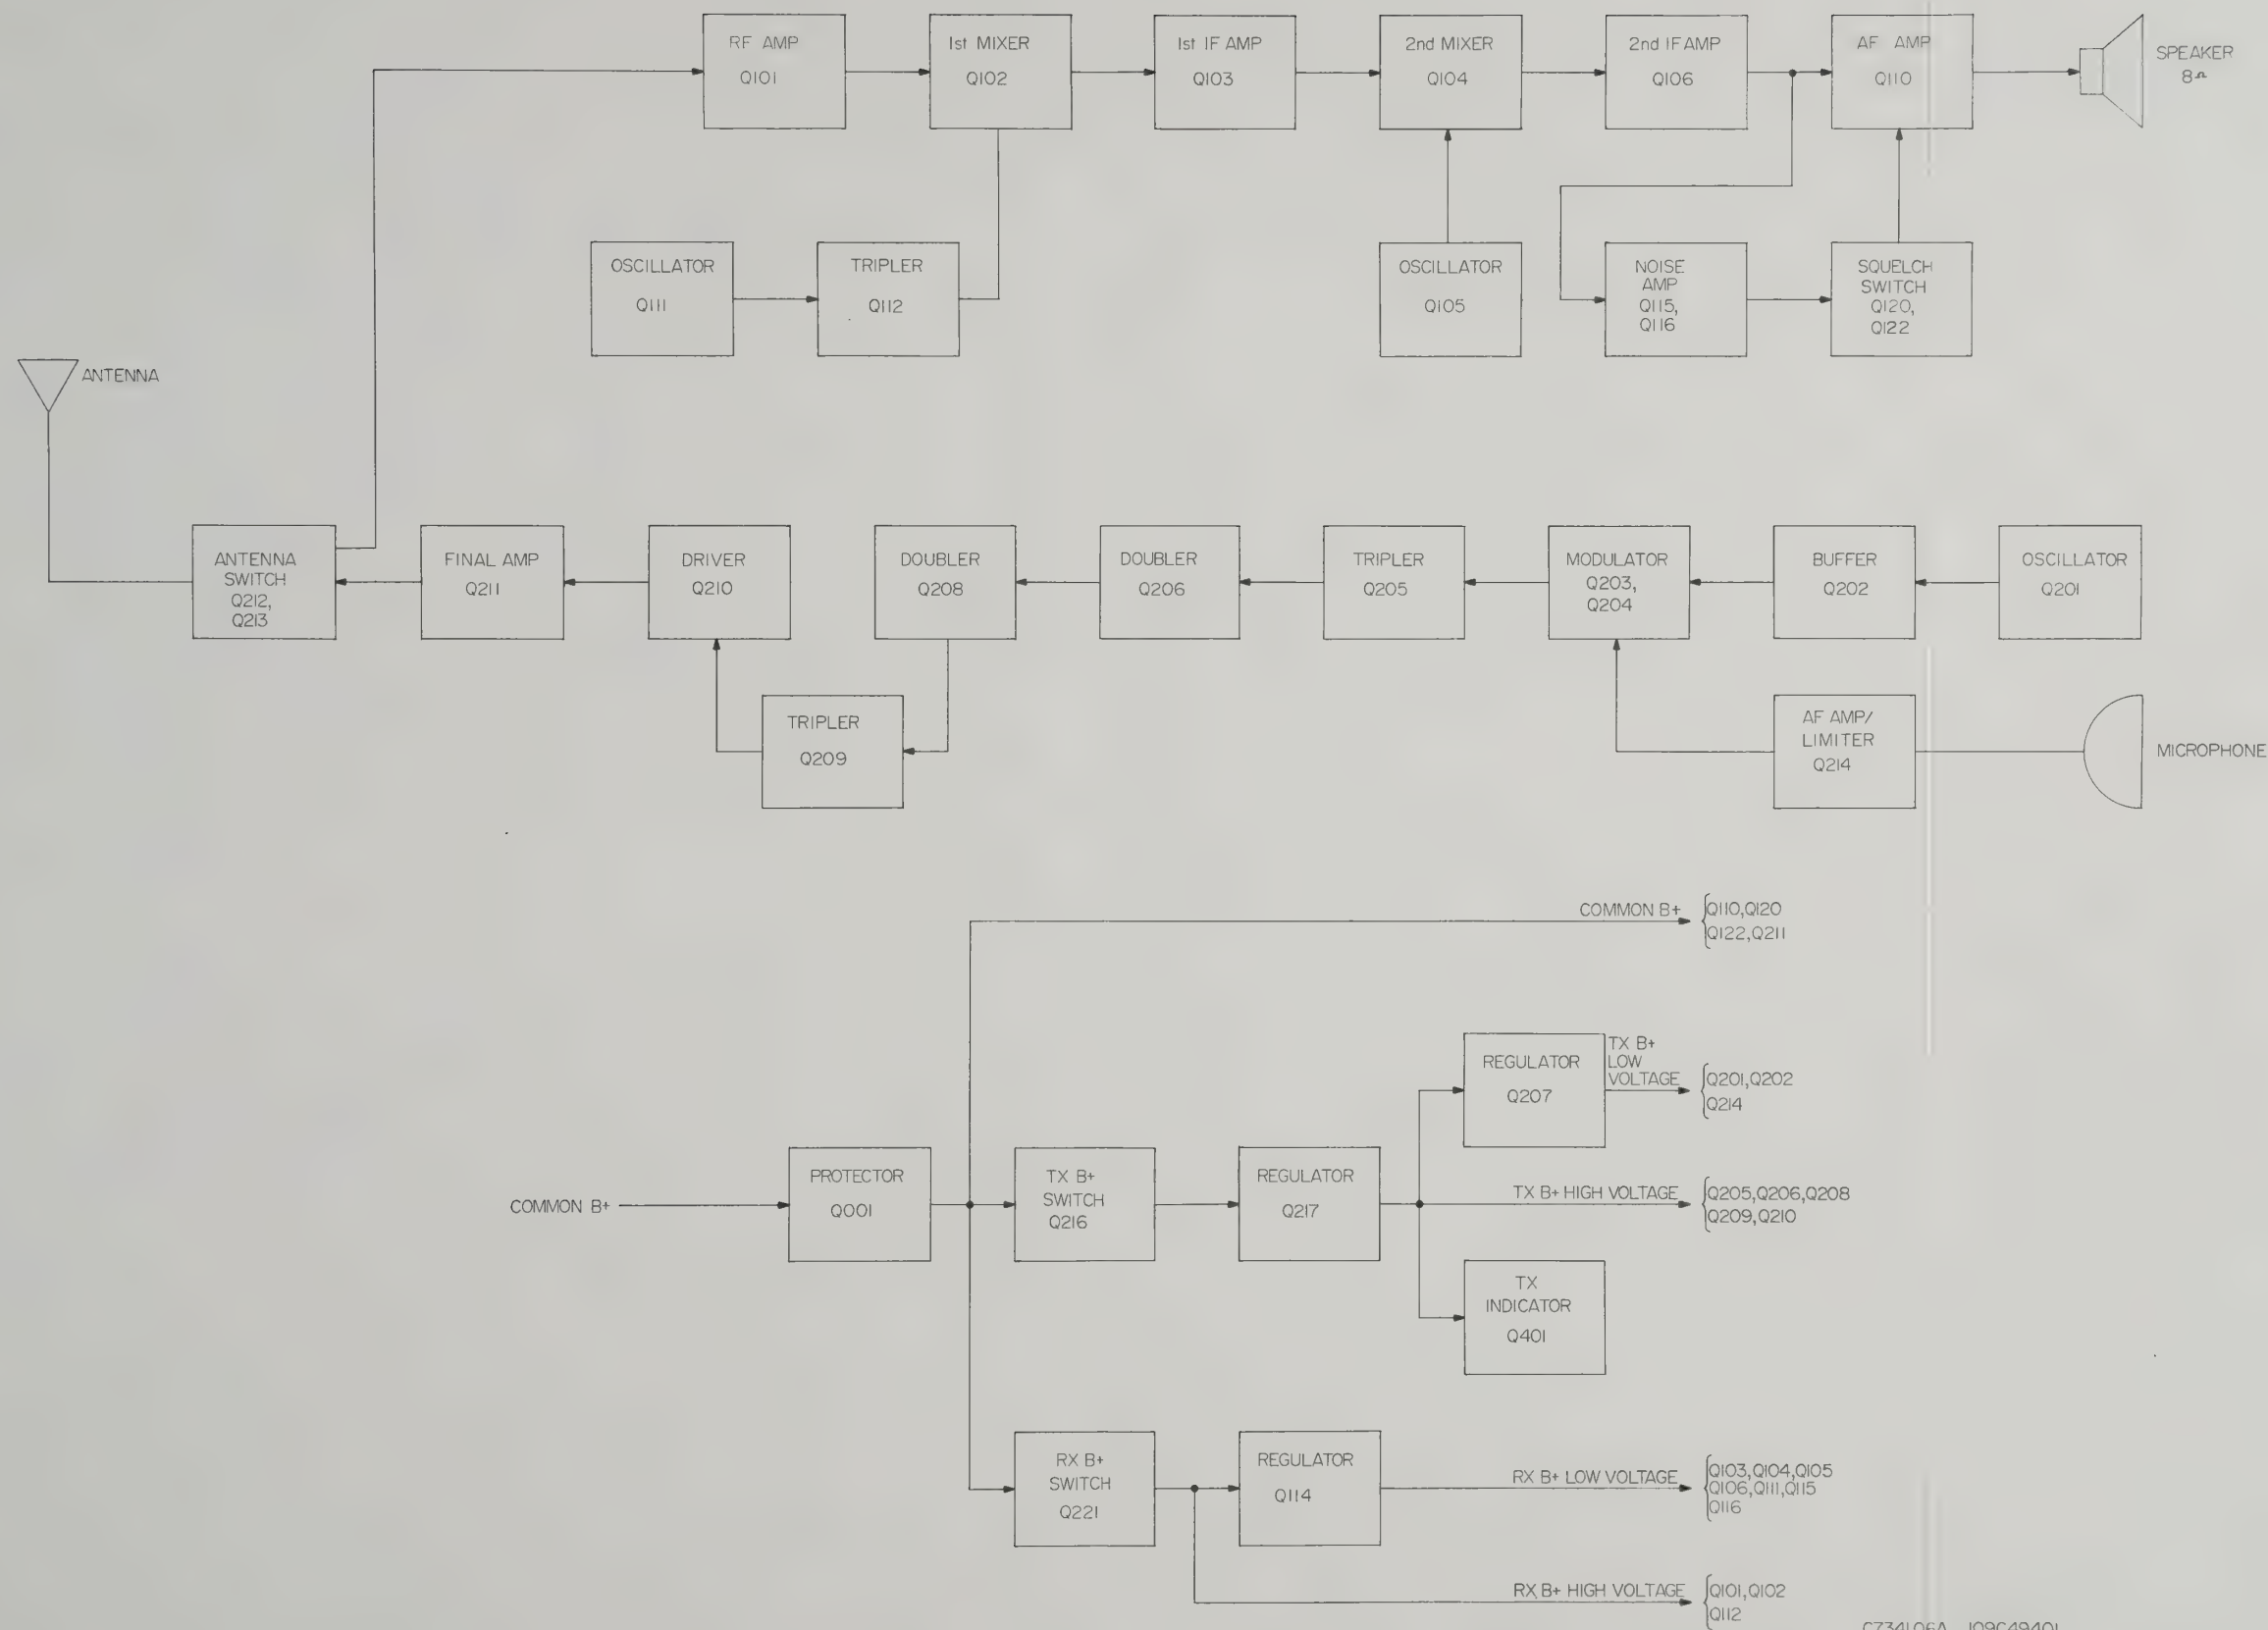 RF AMP
Q101
1st MIXER
Q102
1st IF AMP
Q103
2nd MIXER
Q104
2nd IF AMP
Q106
AF AMP
Q110
SPEAKER
8Ω
OSCILLATOR
Q111
TRIPLER
Q112
OSCILLATOR
Q105
NOISE
AMP
Q115,
Q116
SQUELCH
SWITCH
Q120,
Q122
ANTENNA
ANTENNA
SWITCH
Q212,
Q213
FINAL AMP
Q211
DRIVER
Q210
DOUBLER
Q208
DOUBLER
Q206
TRIPLER
Q205
MODULATOR
Q203,
Q204
BUFFER
Q202
OSCILLATOR
Q201
TRIPLER
Q209
AF AMP/
LIMITER
Q214
MICROPHONE
COMMON B+
Q110,Q120
Q122,Q211
REGULATOR
Q207
TX B+
LOW
VOLTAGE
Q201,Q202
Q214
COMMON B+
PROTECTOR
Q001
TX B+
SWITCH
Q216
REGULATOR
Q217
TX B+ HIGH VOLTAGE
Q205,Q206,Q208
Q209,Q210
TX
INDICATOR
Q401
RX B+
SWITCH
Q221
REGULATOR
Q114
RX B+ LOW VOLTAGE
Q103,Q104,Q105
Q106,Q111,Q115
Q116
RX B+ HIGH VOLTAGE
Q101,Q102
Q112